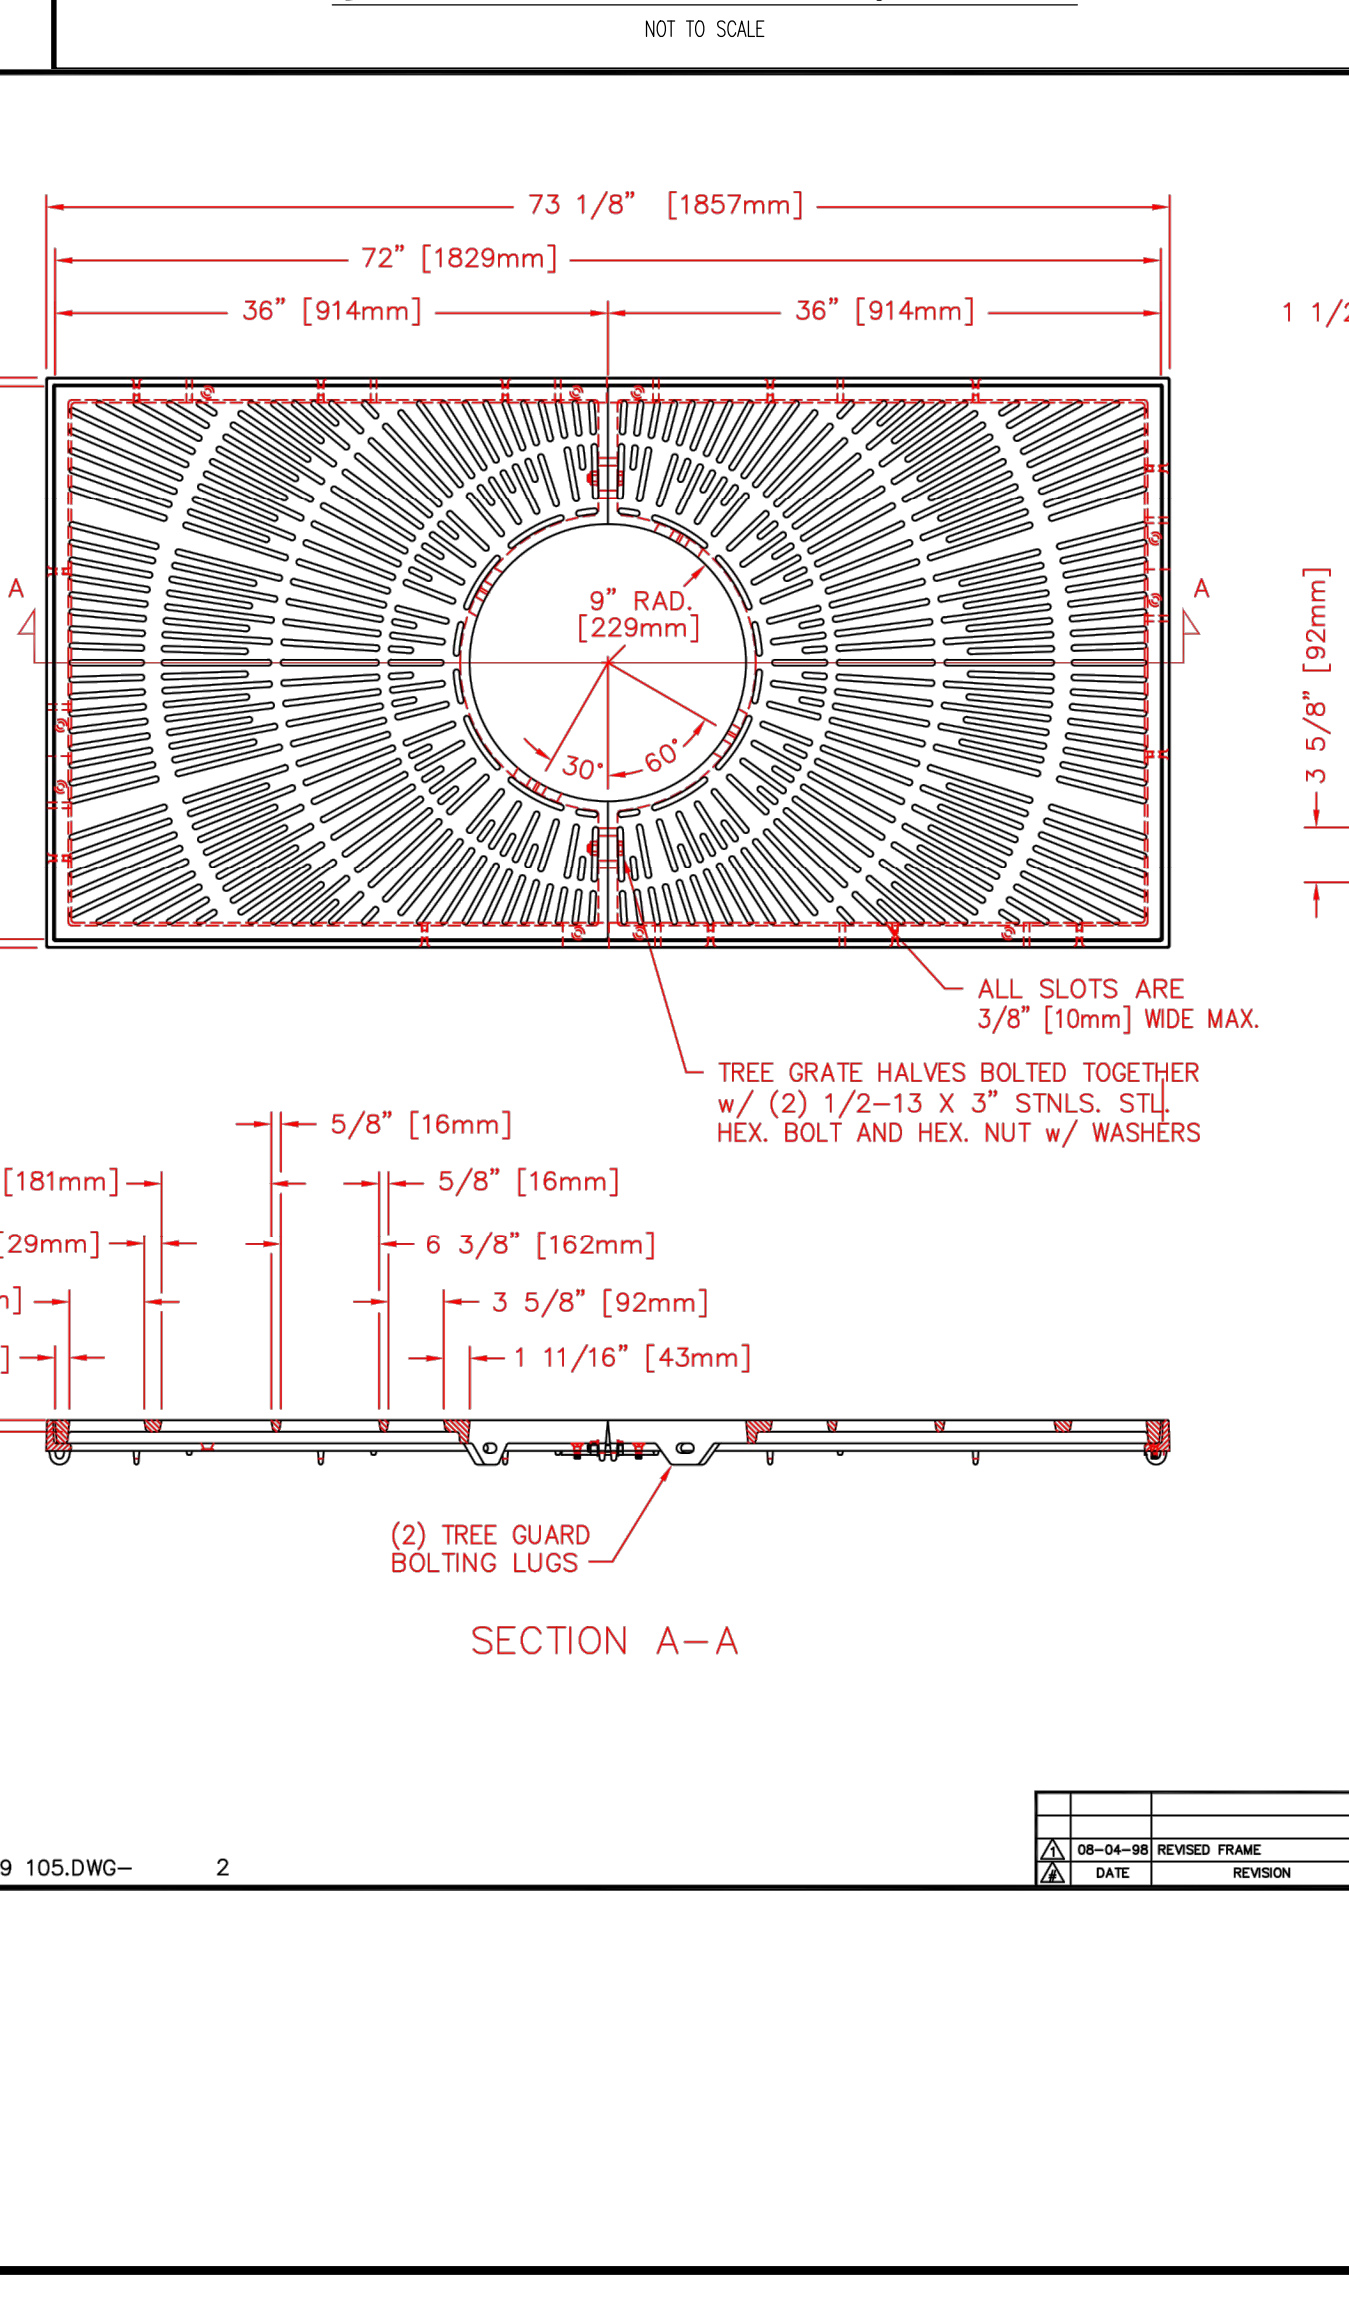 NOT TO SCALE
73 1/8" [1857mm]
72" [1829mm]
36" [914mm]
36" [914mm]
1 1/2
A
A
9" RAD.
[229mm]
30°
60°
3 5/8" [92mm]
ALL SLOTS ARE
3/8" [10mm] WIDE MAX.
TREE GRATE HALVES BOLTED TOGETHER
w/ (2) 1/2-13 X 3" STNLS. STL.
HEX. BOLT AND HEX. NUT w/ WASHERS
5/8" [16mm]
[181mm]
5/8" [16mm]
[29mm]
6 3/8" [162mm]
]
3 5/8" [92mm]
]
1 11/16" [43mm]
(2) TREE GUARD
BOLTING LUGS
SECTION A-A
1 08-04-98 REVISED FRAME
# DATE REVISION
9 105.DWG- 2